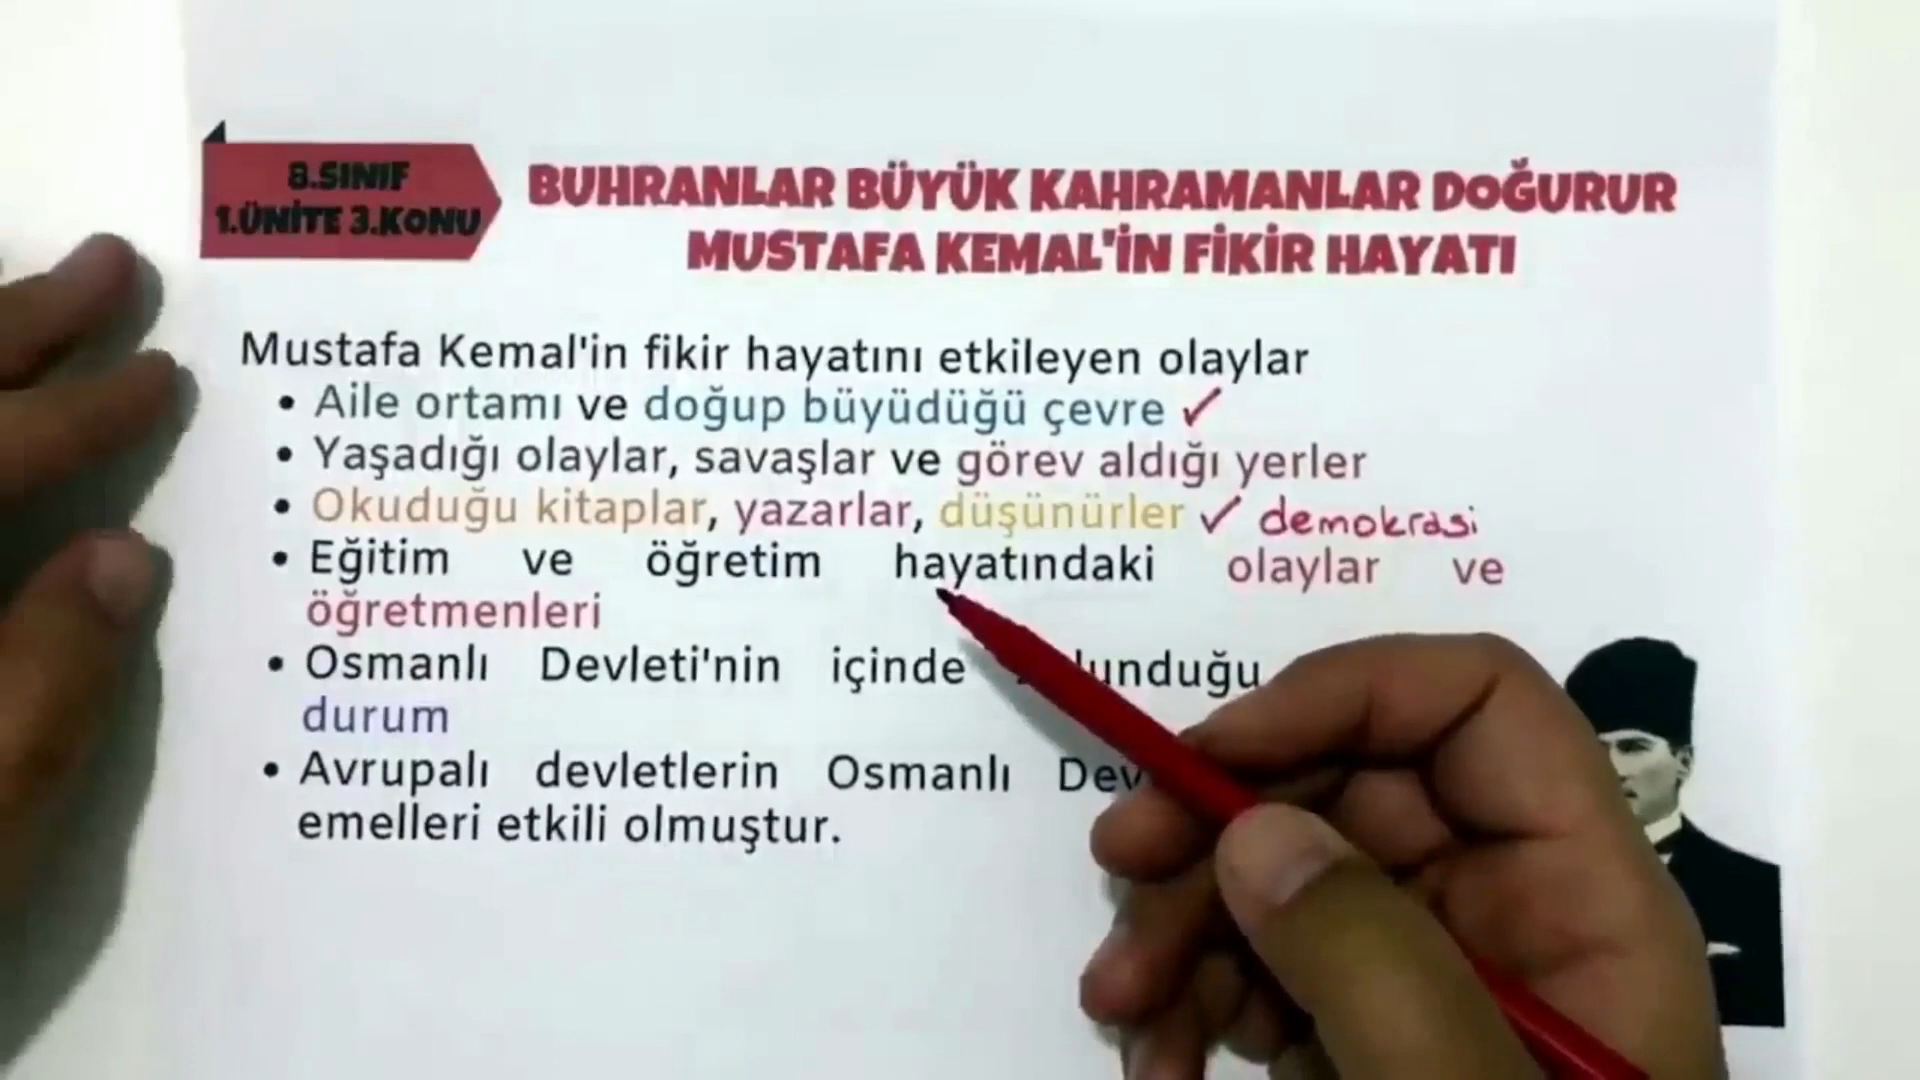 8.SINIF
1.ÜNİTE 3.KONU
BUHRANLAR BÜYÜK KAHRAMANLAR DOĞURUR
MUSTAFA KEMAL'İN FİKİR HAYATI
Mustafa Kemal'in fikir hayatını etkileyen olaylar
• Aile ortamı ve doğup büyüdüğü çevre ✓
• Yaşadığı olaylar, savaşlar ve görev aldığı yerler
• Okuduğu kitaplar, yazarlar, düşünürler ✓ demokrasi
• Eğitim ve öğretim hayatındaki olaylar ve
öğretmenleri
• Osmanlı Devleti'nin içinde
durum
• Avrupalı devletlerin Osmanlı
emelleri etkili olmuştur.